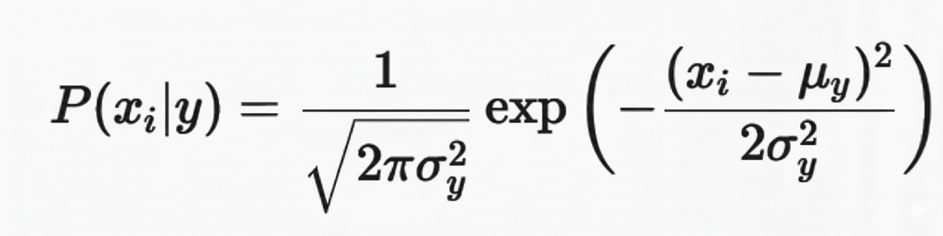 P(x_i|y) = \frac{1}{\sqrt{2\pi\sigma_y^2}} \exp\left(-\frac{(x_i - \mu_y)^2}{2\sigma_y^2}\right)